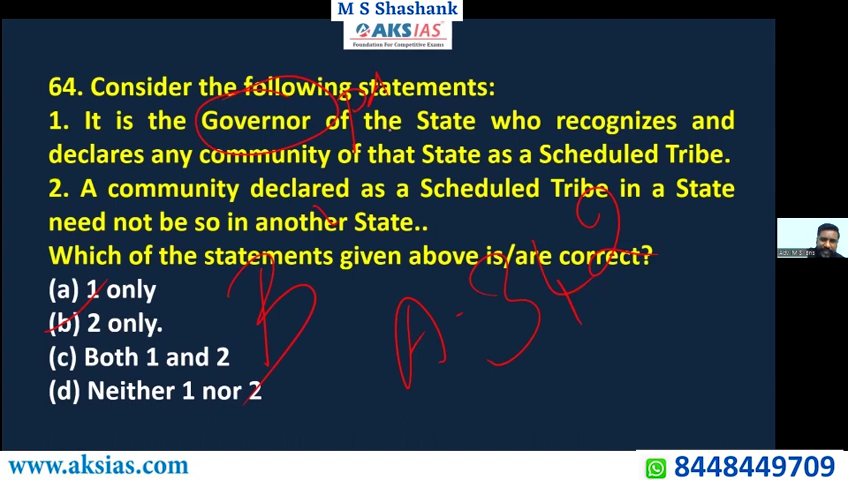 M S Shashank
AKSIAS
Foundation for Competitive Exams
64. Consider the following statements:
1. It is the Governor of the State who recognizes and
declares any community of that State as a Scheduled Tribe.
2. A community declared as a Scheduled Tribe in a State
need not be so in another State..
Which of the statements given above is/are correct?
(a) 1 only
(b) 2 only.
(c) Both 1 and 2
(d) Neither 1 nor 2
B
A. 342
www.aksias.com
8448449709